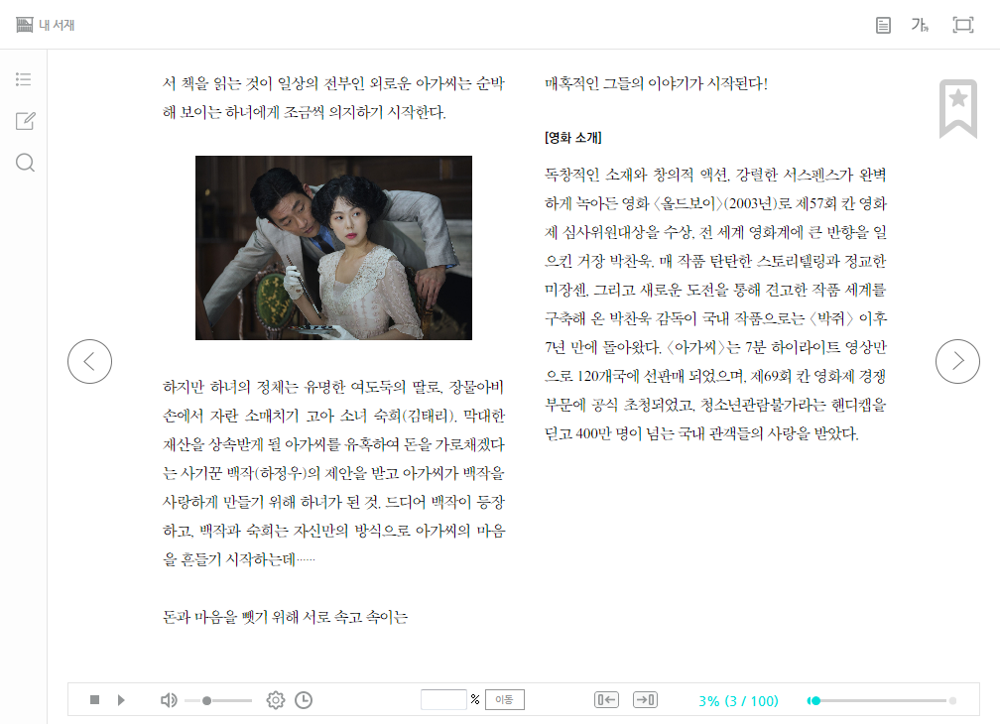 내 서재
가가
서 책을 읽는 것이 일상의 전부인 외로운 아가씨는 순박
해 보이는 하녀에게 조금씩 의지하기 시작한다.
하지만 하녀의 정체는 유명한 여도둑의 딸로, 장물아비
손에서 자란 소매치기 고아 소녀 숙희(김태리). 막대한
재산을 상속받게 될 아가씨를 유혹하여 돈을 가로채겠다
는 사기꾼 백작(하정우)의 제안을 받고 아가씨가 백작을
사랑하게 만들기 위해 하녀가 된 것. 드디어 백작이 등장
하고, 백작과 숙희는 자신만의 방식으로 아가씨의 마음
을 흔들기 시작하는데……
돈과 마음을 뺏기 위해 서로 속고 속이는
매혹적인 그들의 이야기가 시작된다!
[영화 소개]
독창적인 소재와 창의적 액션, 강렬한 서스펜스가 완벽
하게 녹아든 영화 〈올드보이〉(2003년)로 제57회 칸 영화
제 심사위원대상을 수상, 전 세계 영화계에 큰 반향을 일
으킨 거장 박찬욱. 매 작품 탄탄한 스토리텔링과 정교한
미장센, 그리고 새로운 도전을 통해 견고한 작품 세계를
구축해 온 박찬욱 감독이 국내 작품으로는 〈박쥐〉 이후
7년 만에 돌아왔다. 〈아가씨〉는 7분 하이라이트 영상만
으로 120개국에 선판매 되었으며, 제69회 칸 영화제 경쟁
부문에 공식 초청되었고, 청소년관람불가라는 핸디캡을
딛고 400만 명이 넘는 국내 관객들의 사랑을 받았다.
% 이동
3% (3 / 100)